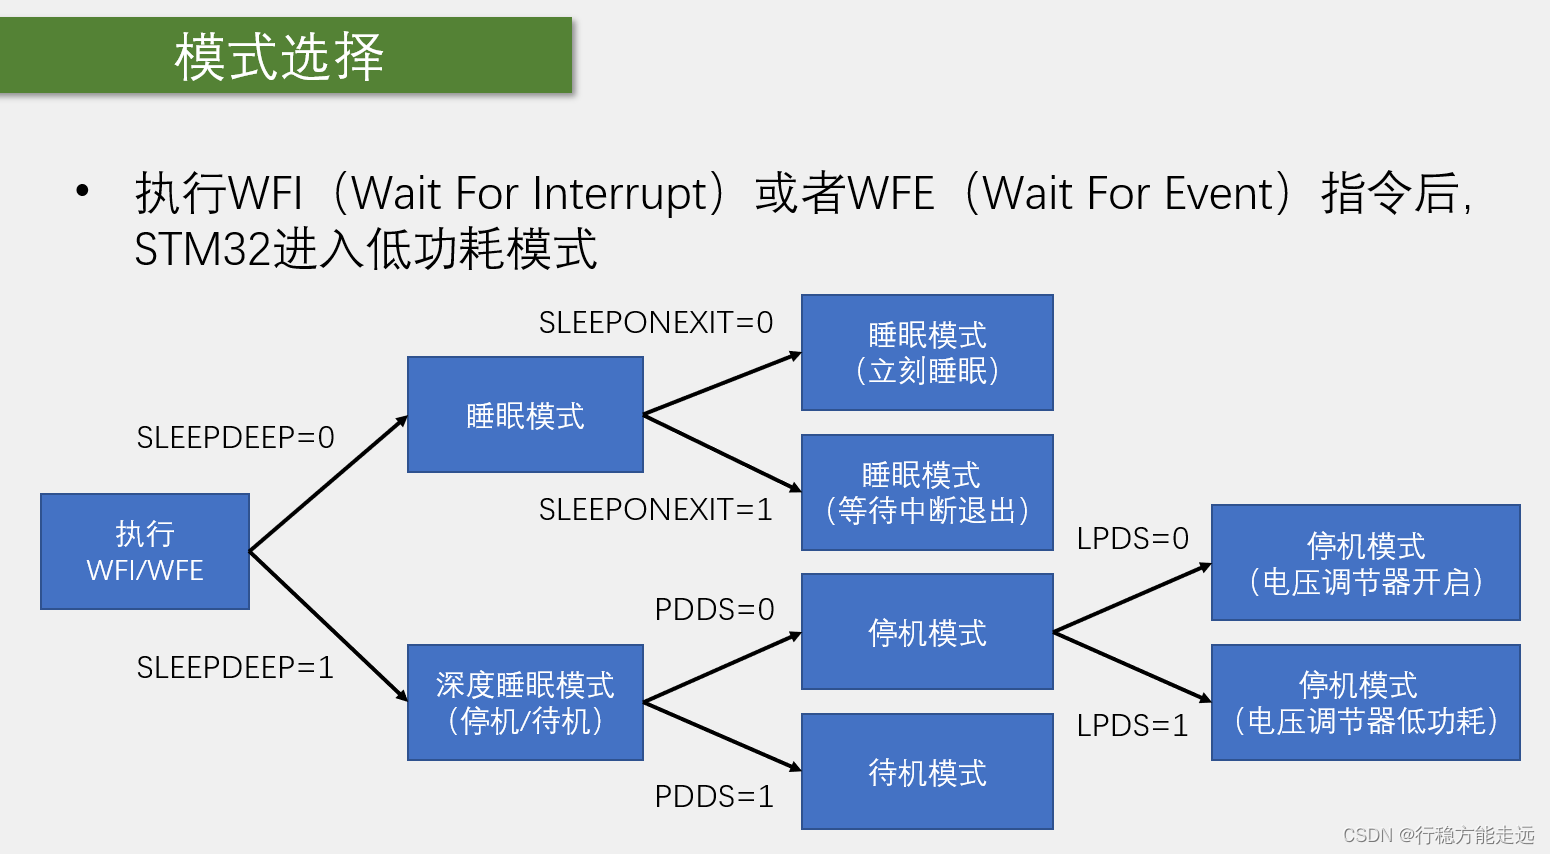 模式选择
• 执行WFI（Wait For Interrupt）或者WFE（Wait For Event）指令后，
STM32进入低功耗模式
SLEEPONEXIT=0
睡眠模式
（立刻睡眠）
睡眠模式
SLEEPDEEP=0
SLEEPONEXIT=1
睡眠模式
（等待中断退出）
执行
WFI/WFE
LPDS=0
停机模式
（电压调节器开启）
PDDS=0
停机模式
SLEEPDEEP=1
深度睡眠模式
（停机/待机）
LPDS=1
停机模式
（电压调节器低功耗）
PDDS=1
待机模式
CSDN @行稳方能走远